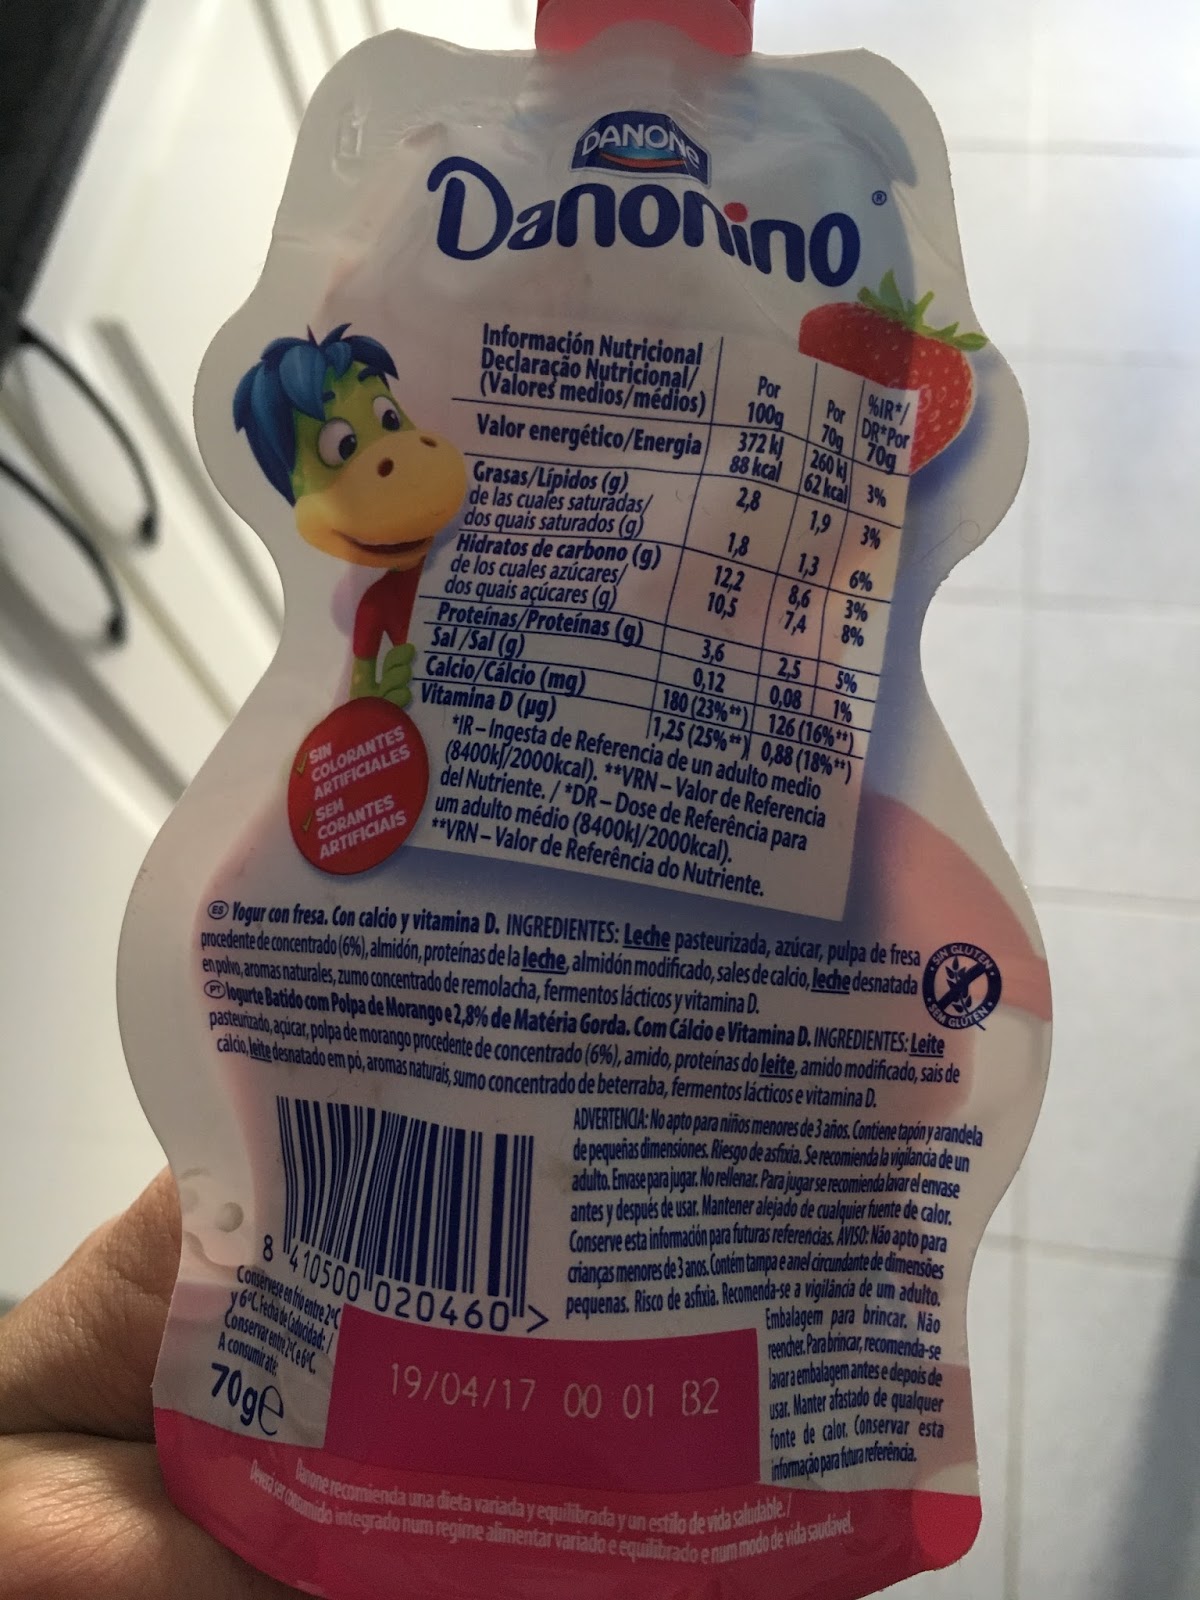 DANONE
Danonino ®
Información Nutricional
Declaração Nutricional/
(Valores medios/médios)
Por
100g
Por
70g
%IR*/
DR*Por
70g
Valor energético/Energia
372 kJ
88 kcal
260 kJ
62 kcal
3%
Grasas/Lípidos (g) 2,8 1,9 3%
de las cuales saturadas/
dos quais saturados (g) 1,8 1,3 6%
Hidratos de carbono (g) 12,2 8,6 3%
de los cuales azúcares/
dos quais açúcares (g) 10,5 7,4 8%
Proteínas/Proteínas (g) 3,6 2,5 5%
Sal/Sal (g) 0,12 0,08 1%
Calcio/Cálcio (mg) 180 (23%**) 126 (16%**)
Vitamina D (µg) 1,25 (25%**) 0,88 (18%**)
*IR – Ingesta de Referencia de un adulto medio
(8400kJ/2000kcal). **VRN – Valor de Referencia
del Nutriente. / *DR – Dose de Referência para
um adulto médio (8400kJ/2000kcal).
**VRN – Valor de Referência do Nutriente.
SIN
COLORANTES
ARTIFICIALES
SEM
CORANTES
ARTIFICIAIS
ES Yogur con fresa. Con calcio y vitamina D. INGREDIENTES: Leche pasteurizada, azúcar, pulpa de fresa
procedente de concentrado (6%), almidón, proteínas de la leche, almidón modificado, sales de calcio, leche desnatada
en polvo, aromas naturales, zumo concentrado de remolacha, fermentos lácticos y vitamina D.
PT Iogurte Batido com Polpa de Morango e 2,8% de Matéria Gorda. Com Cálcio e Vitamina D. INGREDIENTES: Leite
pasteurizado, açúcar, polpa de morango procedente de concentrado (6%), amido, proteínas do leite, amido modificado, sais de
cálcio, leite desnatado em pó, aromas naturais, sumo concentrado de beterraba, fermentos lácticos e vitamina D.
SIN GLUTEN
SEM GLÚTEN
ADVERTENCIA: No apto para niños menores de 3 años. Contiene tapón y arandela
de pequeñas dimensiones. Riesgo de asfixia. Se recomienda la vigilancia de un
adulto. Envase para jugar. No rellenar. Para jugar se recomienda lavar el envase
antes y después de usar. Mantener alejado de cualquier fuente de calor.
Conserve esta información para futuras referencias. AVISO: Não apto para
crianças menores de 3 anos. Contém tampa e anel circundante de dimensões
pequenas. Risco de asfixia. Recomenda-se a vigilância de um adulto.
Embalagem para brincar. Não
reencher. Para brincar, recomenda-se
lavar a embalagem antes e depois de
usar. Manter afastado de qualquer
fonte de calor. Conservar esta
informação para futura referência.
8 410500 020460 >
Consérvese en frío entre 2ºC
y 6ºC. Fecha de Caducidad: /
Conservar entre 2ºC e 6ºC.
A consumir até:
70g e
19/04/17 00 01 B2
Danone recomienda una dieta variada y equilibrada y un estilo de vida saludable. /
Deverá ser consumido integrado num regime alimentar variado e equilibrado e num modo de vida saudável.